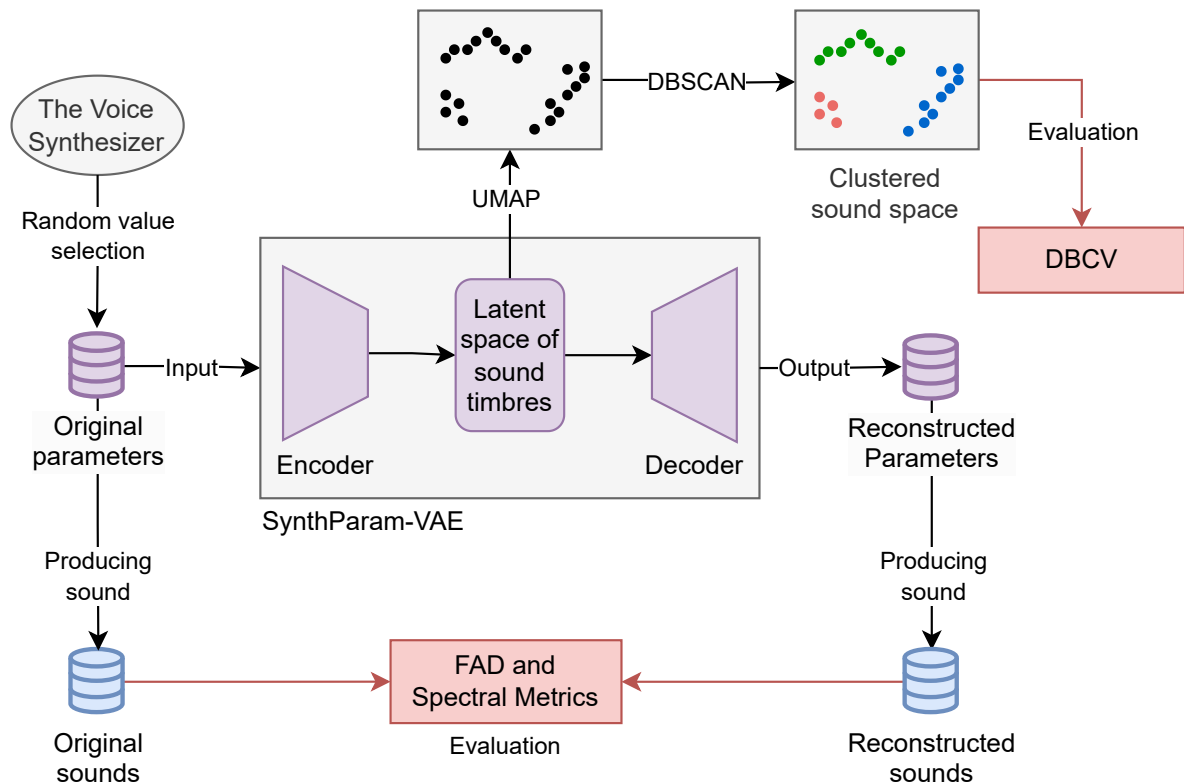 The Voice
Synthesizer
DBSCAN
Evaluation
Clustered
sound space
UMAP
Random value
selection
DBCV
Latent
space of
sound
timbres
Input
Output
Original
parameters
Encoder
Decoder
Reconstructed
Parameters
SynthParam-VAE
Producing
sound
Producing
sound
FAD and
Spectral Metrics
Evaluation
Original
sounds
Reconstructed
sounds